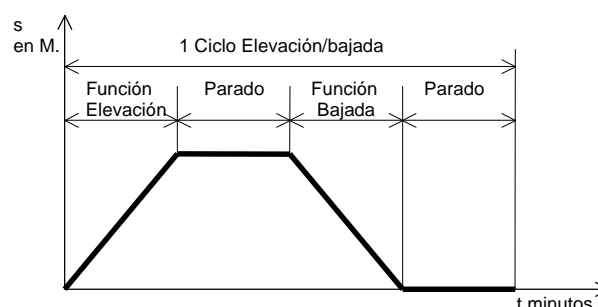 s
en M.
1 Ciclo Elevación/bajada
Función
Elevación
Parado
Función
Bajada
Parado
t minutos